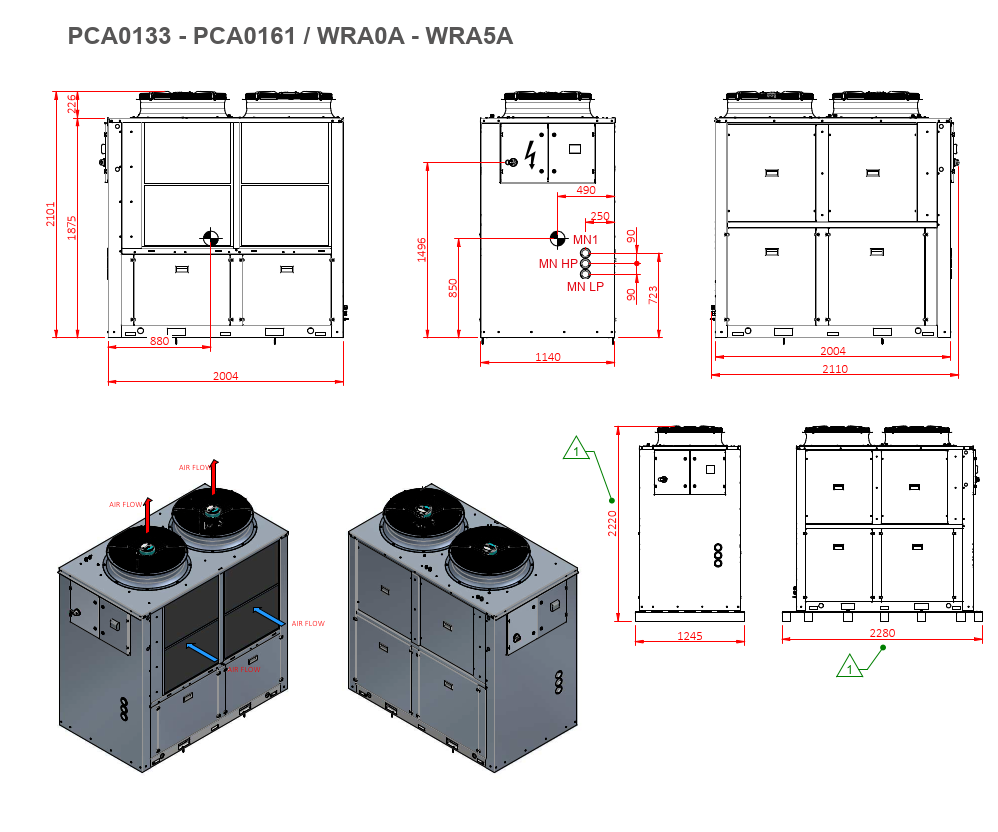 PCA0133 - PCA0161 / WRA0A - WRA5A
226
2101
1875
880
2004
490
250
1496
850
MN1
MN HP
MN LP
90
90
723
1140
2004
2110
AIR FLOW
AIR FLOW
AIR FLOW
AIR FLOW
1
2220
1245
2280
1